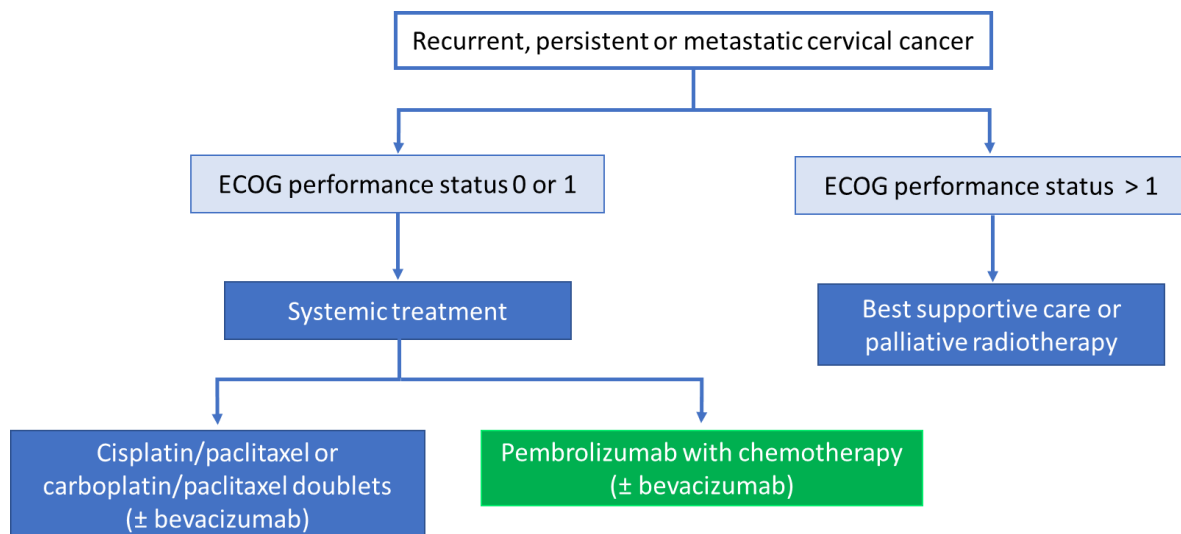 Recurrent, persistent or metastatic cervical cancer
ECOG performance status 0 or 1
ECOG performance status > 1
Systemic treatment
Best supportive care or
palliative radiotherapy
Cisplatin/paclitaxel or
carboplatin/paclitaxel doublets
(± bevacizumab)
Pembrolizumab with chemotherapy
(± bevacizumab)